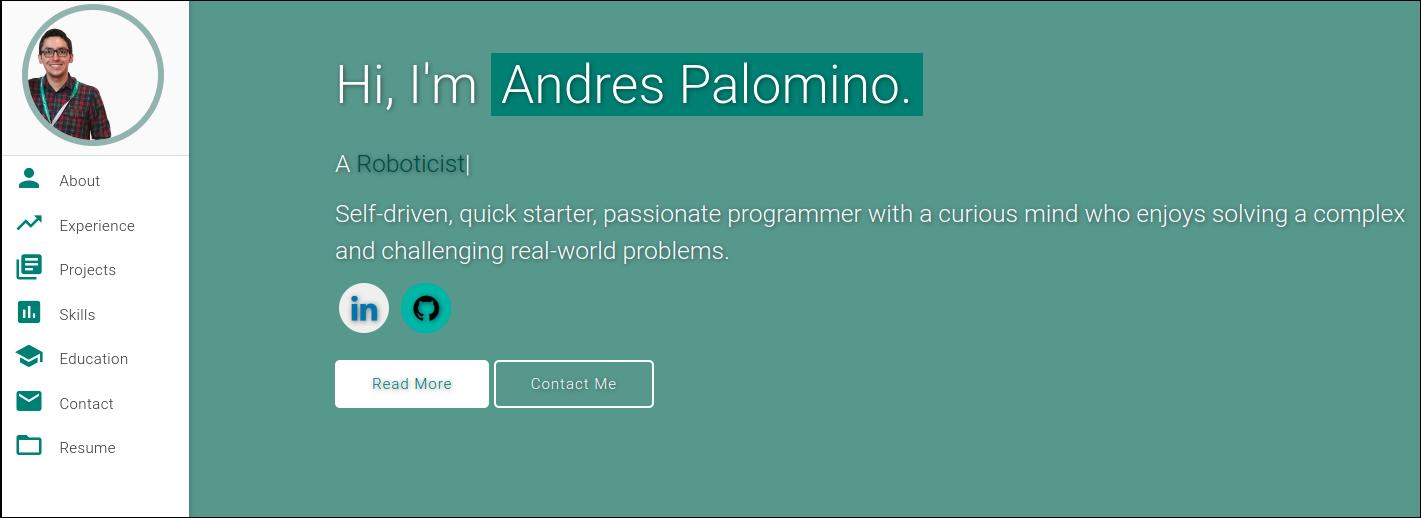 About
Experience
Projects
Skills
Education
Contact
Resume
Hi, I'm Andres Palomino.
A Roboticist|
Self-driven, quick starter, passionate programmer with a curious mind who enjoys solving a complex
and challenging real-world problems.
in
Read More
Contact Me